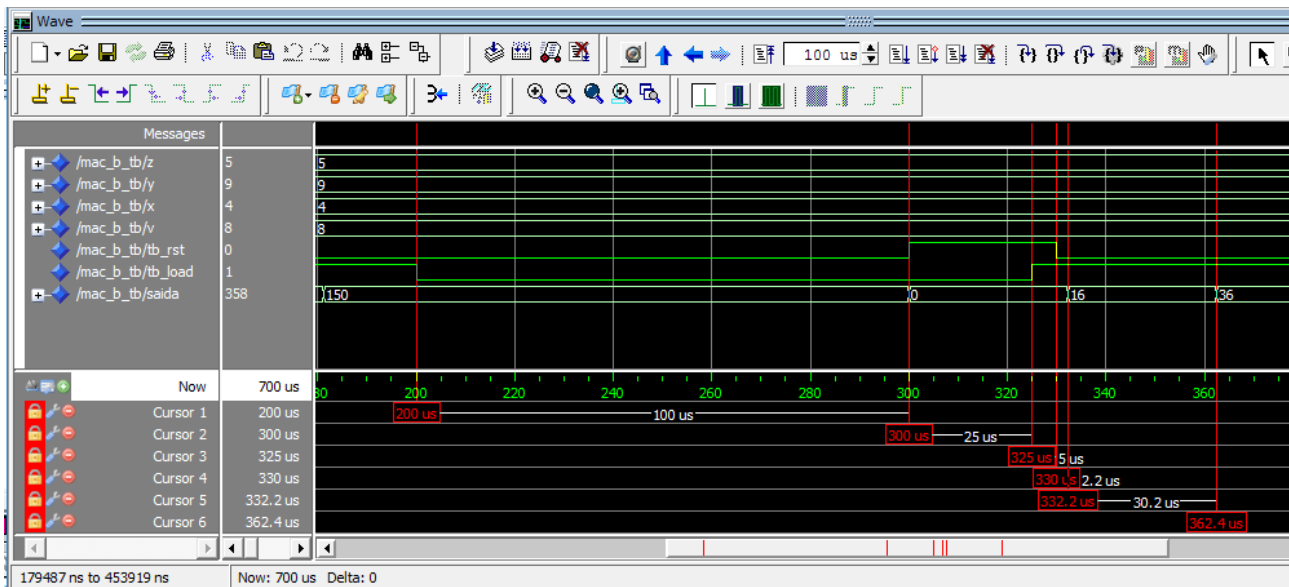 Wave
100 us
Messages
/mac_b_tb/z 5 5
/mac_b_tb/y 9 9
/mac_b_tb/x 4 4
/mac_b_tb/v 8 8
/mac_b_tb/tb_rst 0
/mac_b_tb/tb_load 1
/mac_b_tb/saida 358 150 0 16 36
Now 700 us 80 200 220 240 260 280 300 320 340 360
Cursor 1 200 us 200 us 100 us
Cursor 2 300 us 300 us 25 us
Cursor 3 325 us 325 us 5 us
Cursor 4 330 us 330 us 2.2 us
Cursor 5 332.2 us 332.2 us 30.2 us
Cursor 6 362.4 us 362.4 us
179487 ns to 453919 ns Now: 700 us Delta: 0